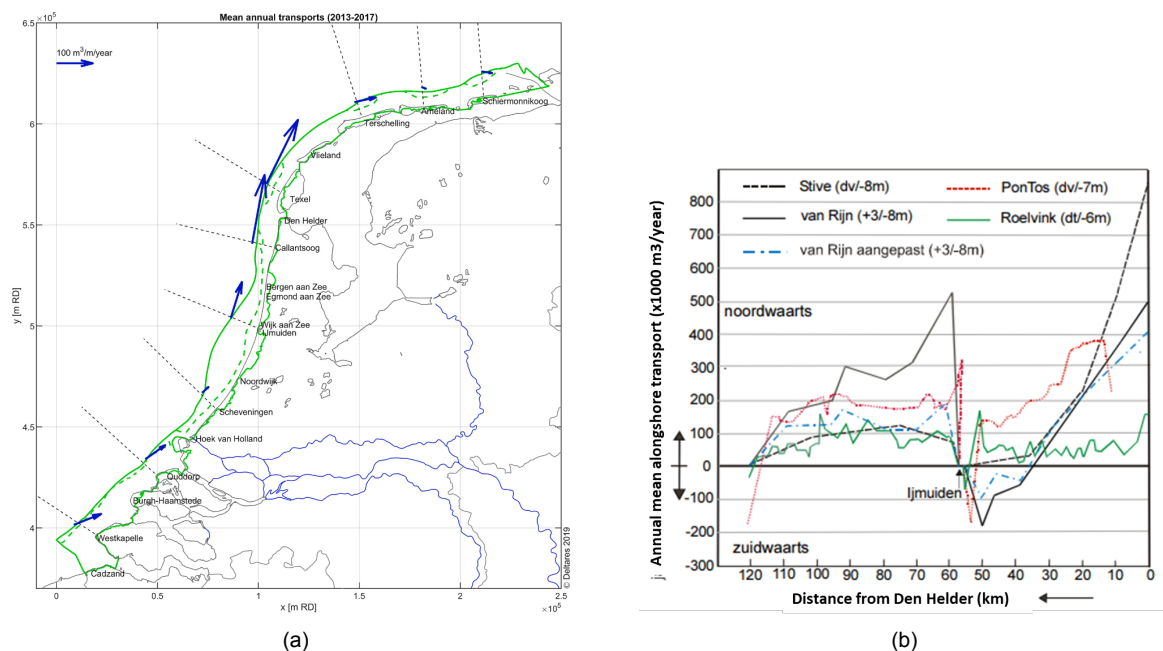 Mean annual transports (2013-2017)
6.5
×10⁵
100 m³/m/year
6
5.5
5
4.5
4
y [m RD]
Schiermonnikoog
Ameland
Terschelling
Vlieland
Texel
Den Helder
Callantsoog
Bergen aan Zee
Egmond aan Zee
Wijk aan Zee
IJmuiden
Noordwijk
Scheveningen
Hoek van Holland
Ouddorp
Burgh-Haamstede
Westkapelle
Cadzand
© Deltares 2019
0 0.5 1 1.5 2 2.5
x [m RD]
×10⁵
(a)
Annual mean alongshore transport (x1000 m3/year)
800
700
600
500
400
300
200
100
0
-100
-200
-300
Stive (dv/-8m)
PonTos (dv/-7m)
van Rijn (+3/-8m)
Roelvink (dt/-6m)
van Rijn aangepast (+3/-8m)
noordwaarts
Ijmuiden
zuidwaarts
120 110 100 90 80 70 60 50 40 30 20 10 0
Distance from Den Helder (km)
(b)